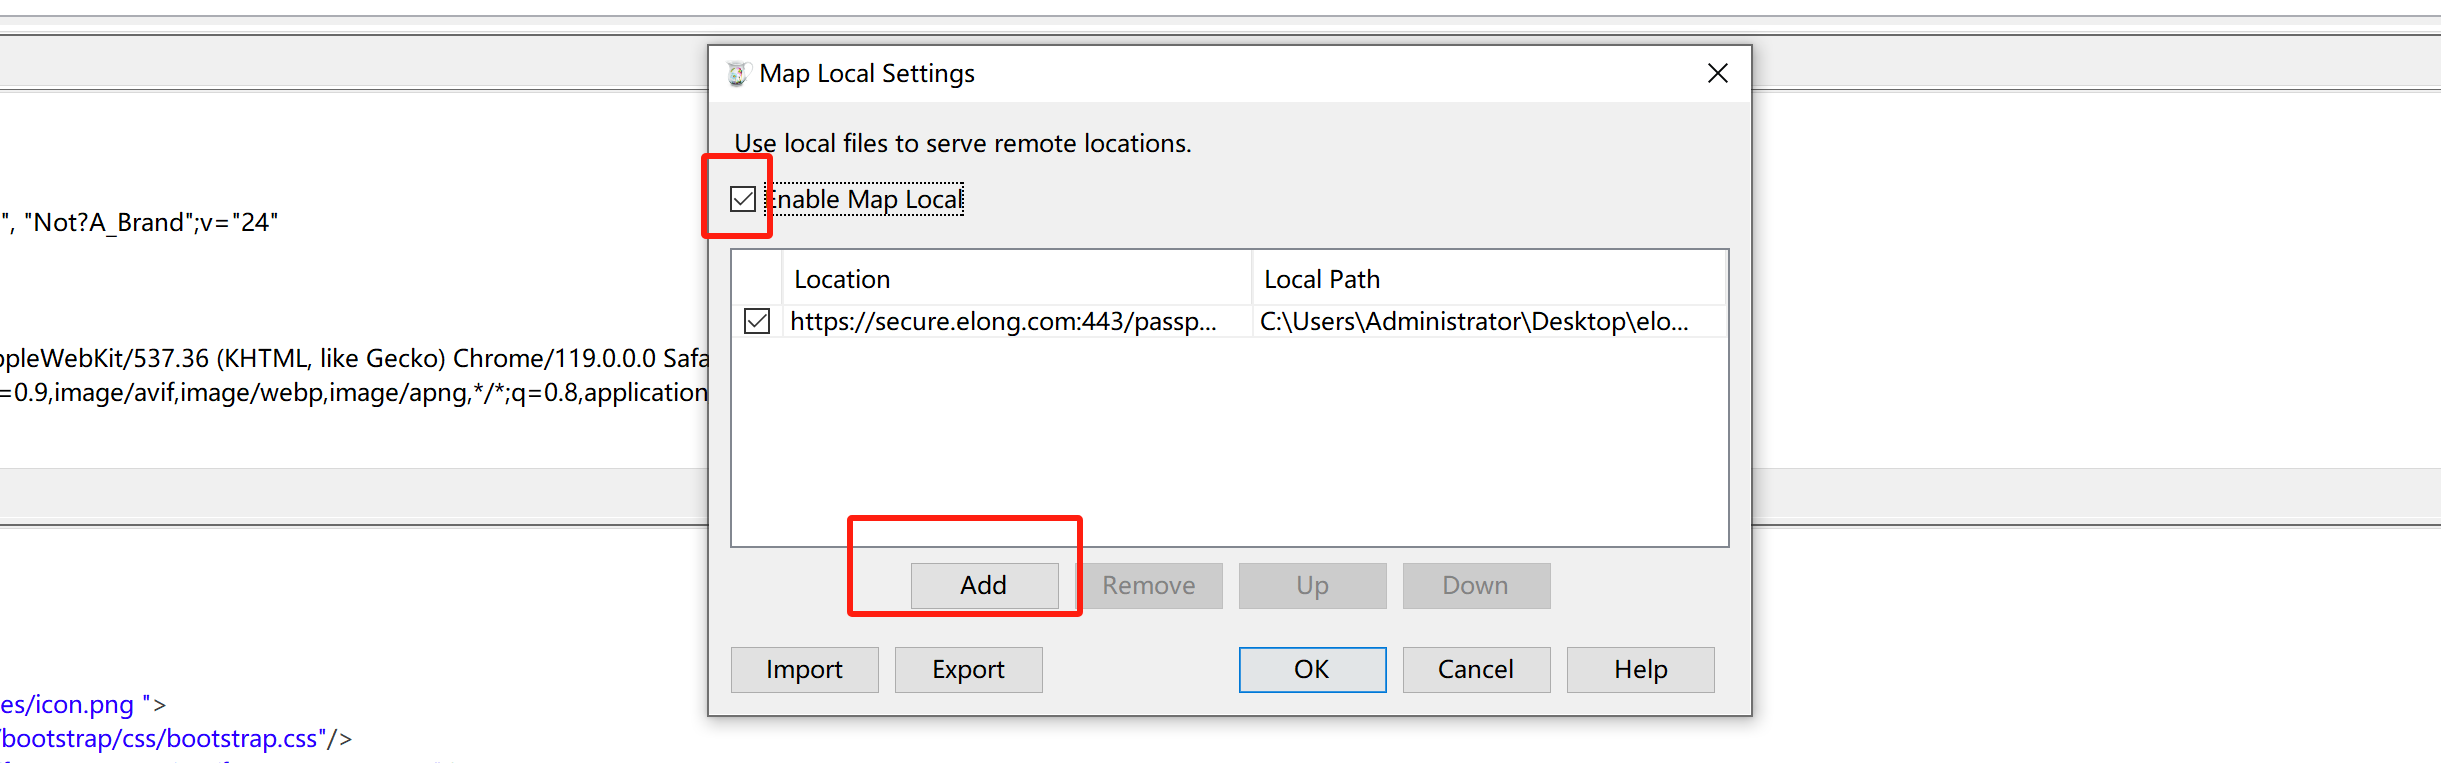 Map Local Settings
Use local files to serve remote locations.
Enable Map Local
", "Not?A_Brand";v="24"
Location Local Path
https://secure.elong.com:443/passp... C:\Users\Administrator\Desktop\elo...
ppleWebKit/537.36 (KHTML, like Gecko) Chrome/119.0.0.0 Safa
=0.9,image/avif,image/webp,image/apng,*/*;q=0.8,application
Add Remove Up Down
Import Export OK Cancel Help
es/icon.png ">
/bootstrap/css/bootstrap.css"/>